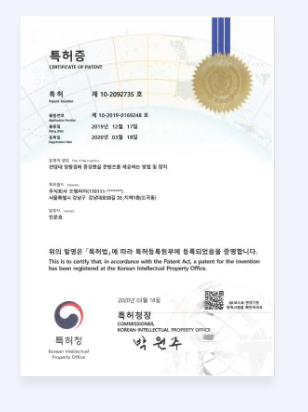 특허증
CERTIFICATE OF PATENT
특 허
Patent Number
제 10-2092735 호
출원번호
Application Number
제 10-2019-0169248 호
출원일
Filing Date
2019년 12월 17일
등록일
Registration Date
2020년 03월 18일
발명의 명칭 Title of the Invention
방법 및 장치
특허권자 Patentee
주식회사
서울특별시 강남구
발명자 Inventor
위의 발명은 「특허법」에 따라 특허등록원부에 등록되었음을 증명합니다.
This is to certify that, in accordance with the Patent Act, a patent for the invention
has been registered at the Korean Intellectual Property Office.
2020년 03월 18일
특허청장
COMMISSIONER,
KOREAN INTELLECTUAL PROPERTY OFFICE
박원주
특허청
Korean Intellectual
Property Office